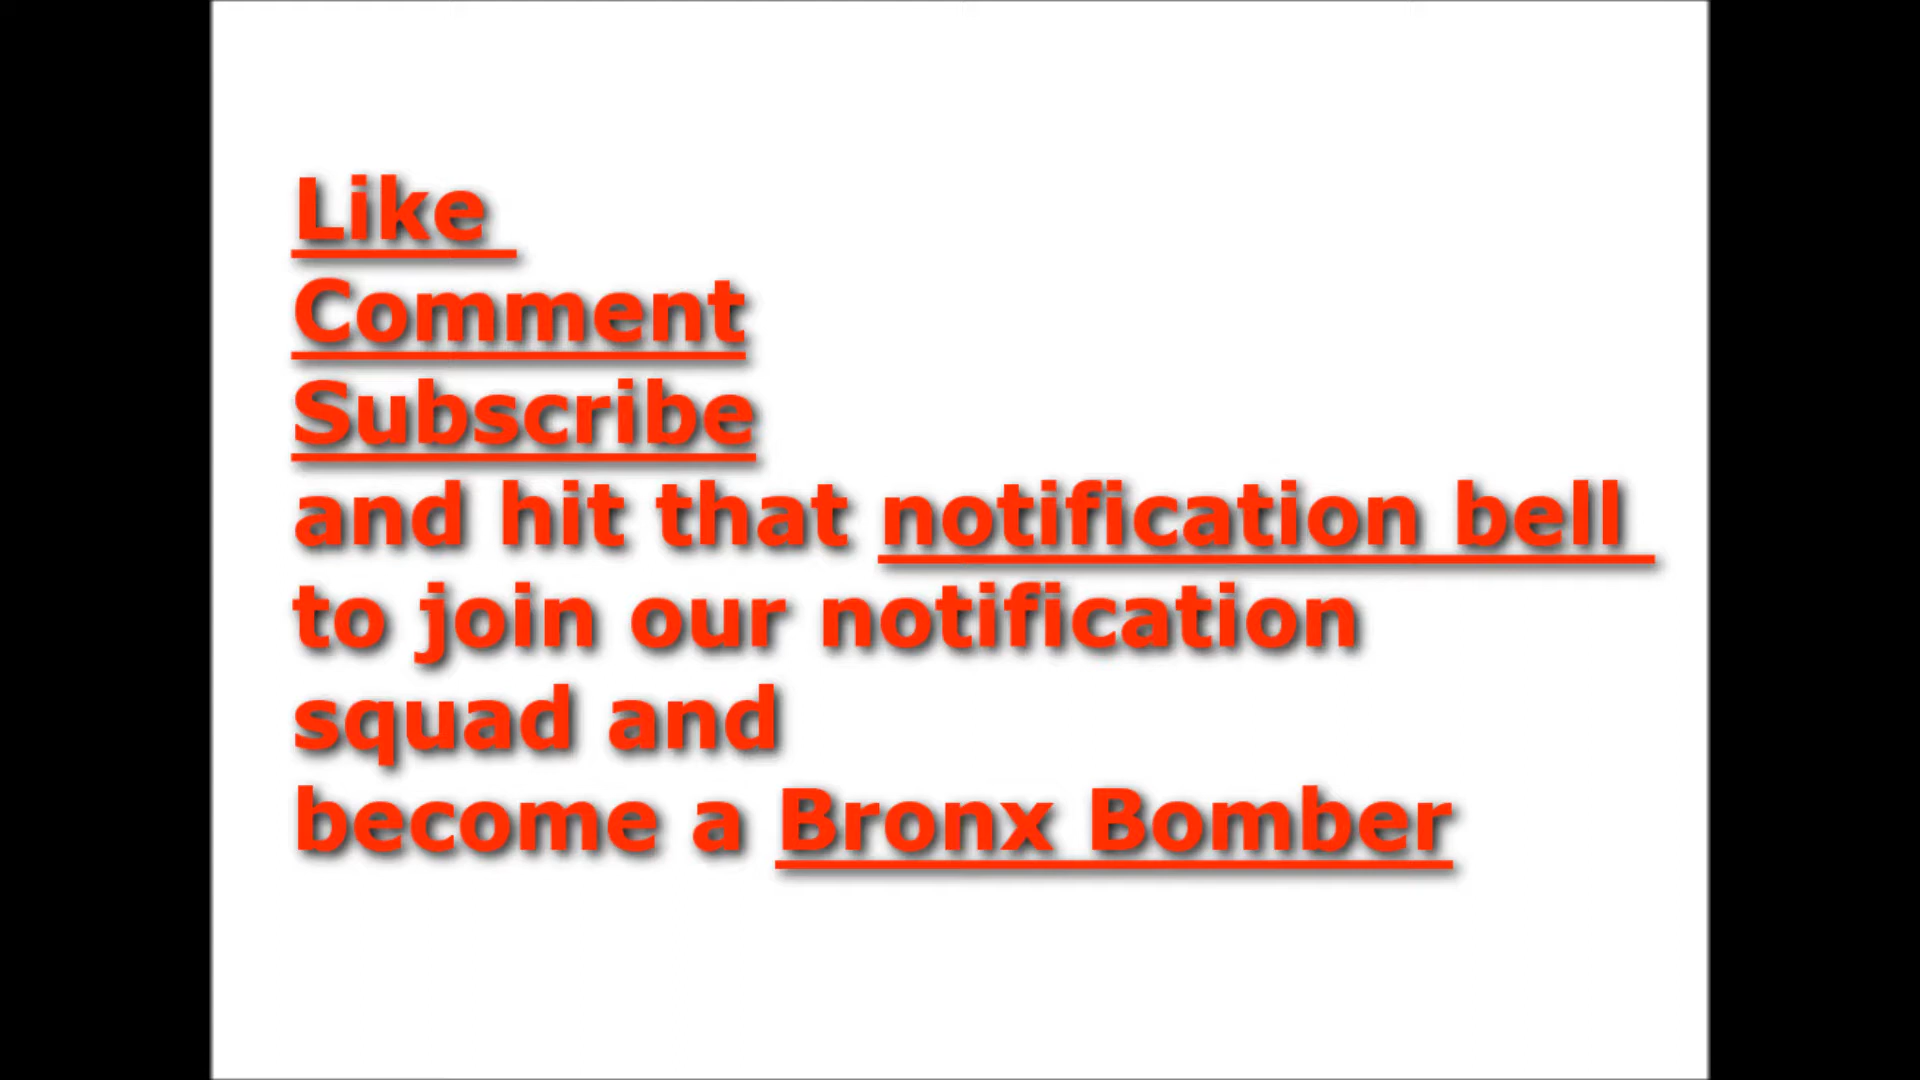 Like
Comment
Subscribe
and hit that notification bell
to join our notification
squad and
become a Bronx Bomber